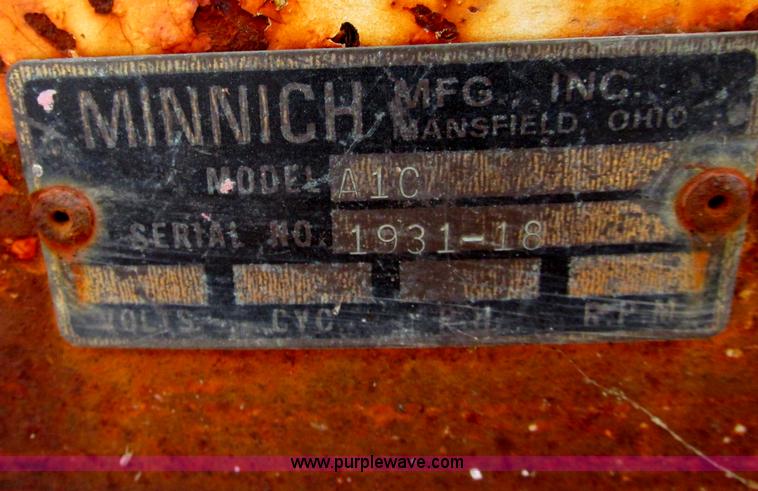 MINNICH MFG., INC.
MANSFIELD, OHIO
MODEL A1C
SERIAL NO. 1931-18
VOLTS CYC. P.H. R.P.M.
www.purplewave.com